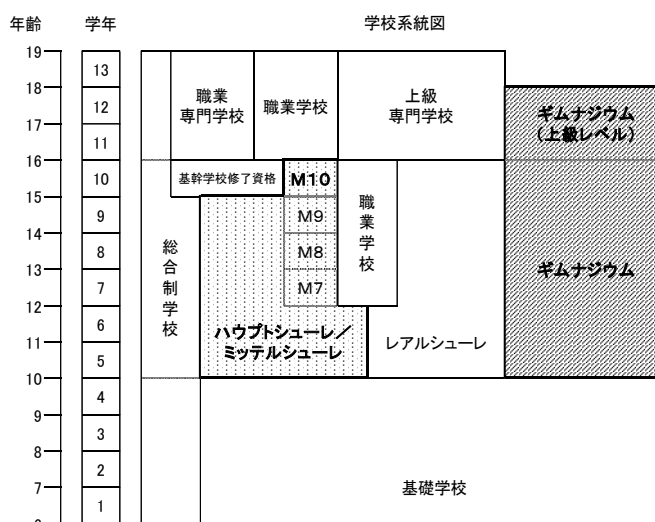 年齢
学年
学校系統図
19
18
17
16
15
14
13
12
11
10
9
8
7
13
12
11
10
9
8
7
6
5
4
3
2
1
職業
専門学校
職業学校
上級
専門学校
ギムナジウム
(上級レベル)
基幹学校修了資格
M10
M9
M8
M7
職業学校
総合制学校
ギムナジウム
ハウプトシューレ／
ミッテルシューレ
レアルシューレ
基礎学校